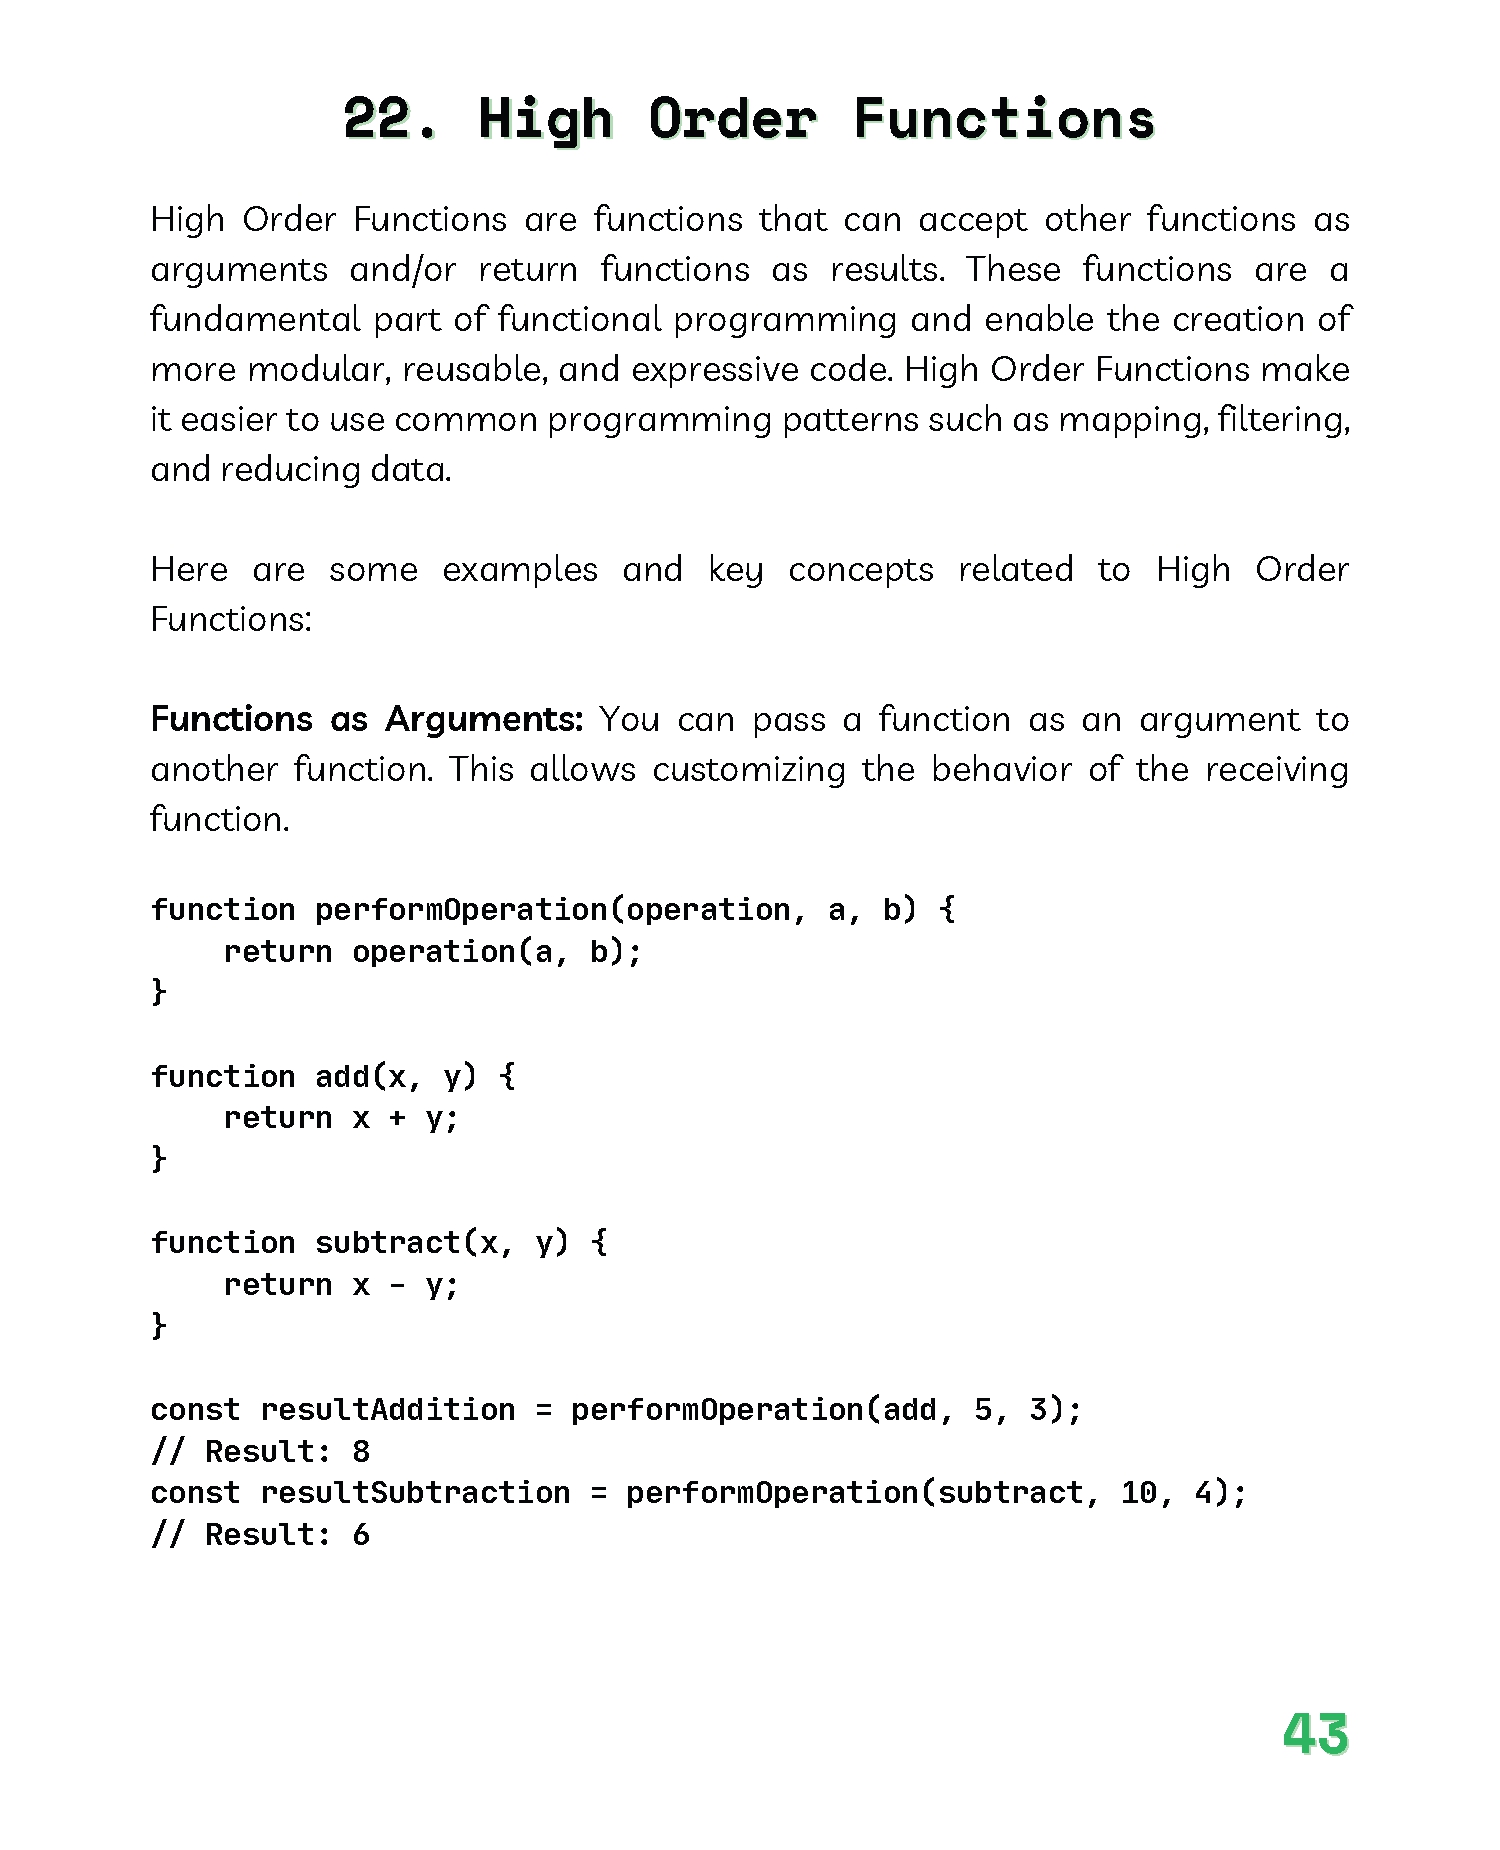 22. High Order Functions
High Order Functions are functions that can accept other functions as
arguments and/or return functions as results. These functions are a
fundamental part of functional programming and enable the creation of
more modular, reusable, and expressive code. High Order Functions make
it easier to use common programming patterns such as mapping, filtering,
and reducing data.
Here are some examples and key concepts related to High Order
Functions:
Functions as Arguments: You can pass a function as an argument to
another function. This allows customizing the behavior of the receiving
function.
function performOperation(operation, a, b) {
    return operation(a, b);
}
function add(x, y) {
    return x + y;
}
function subtract(x, y) {
    return x - y;
}
const resultAddition = performOperation(add, 5, 3);
// Result: 8
const resultSubtraction = performOperation(subtract, 10, 4);
// Result: 6
43